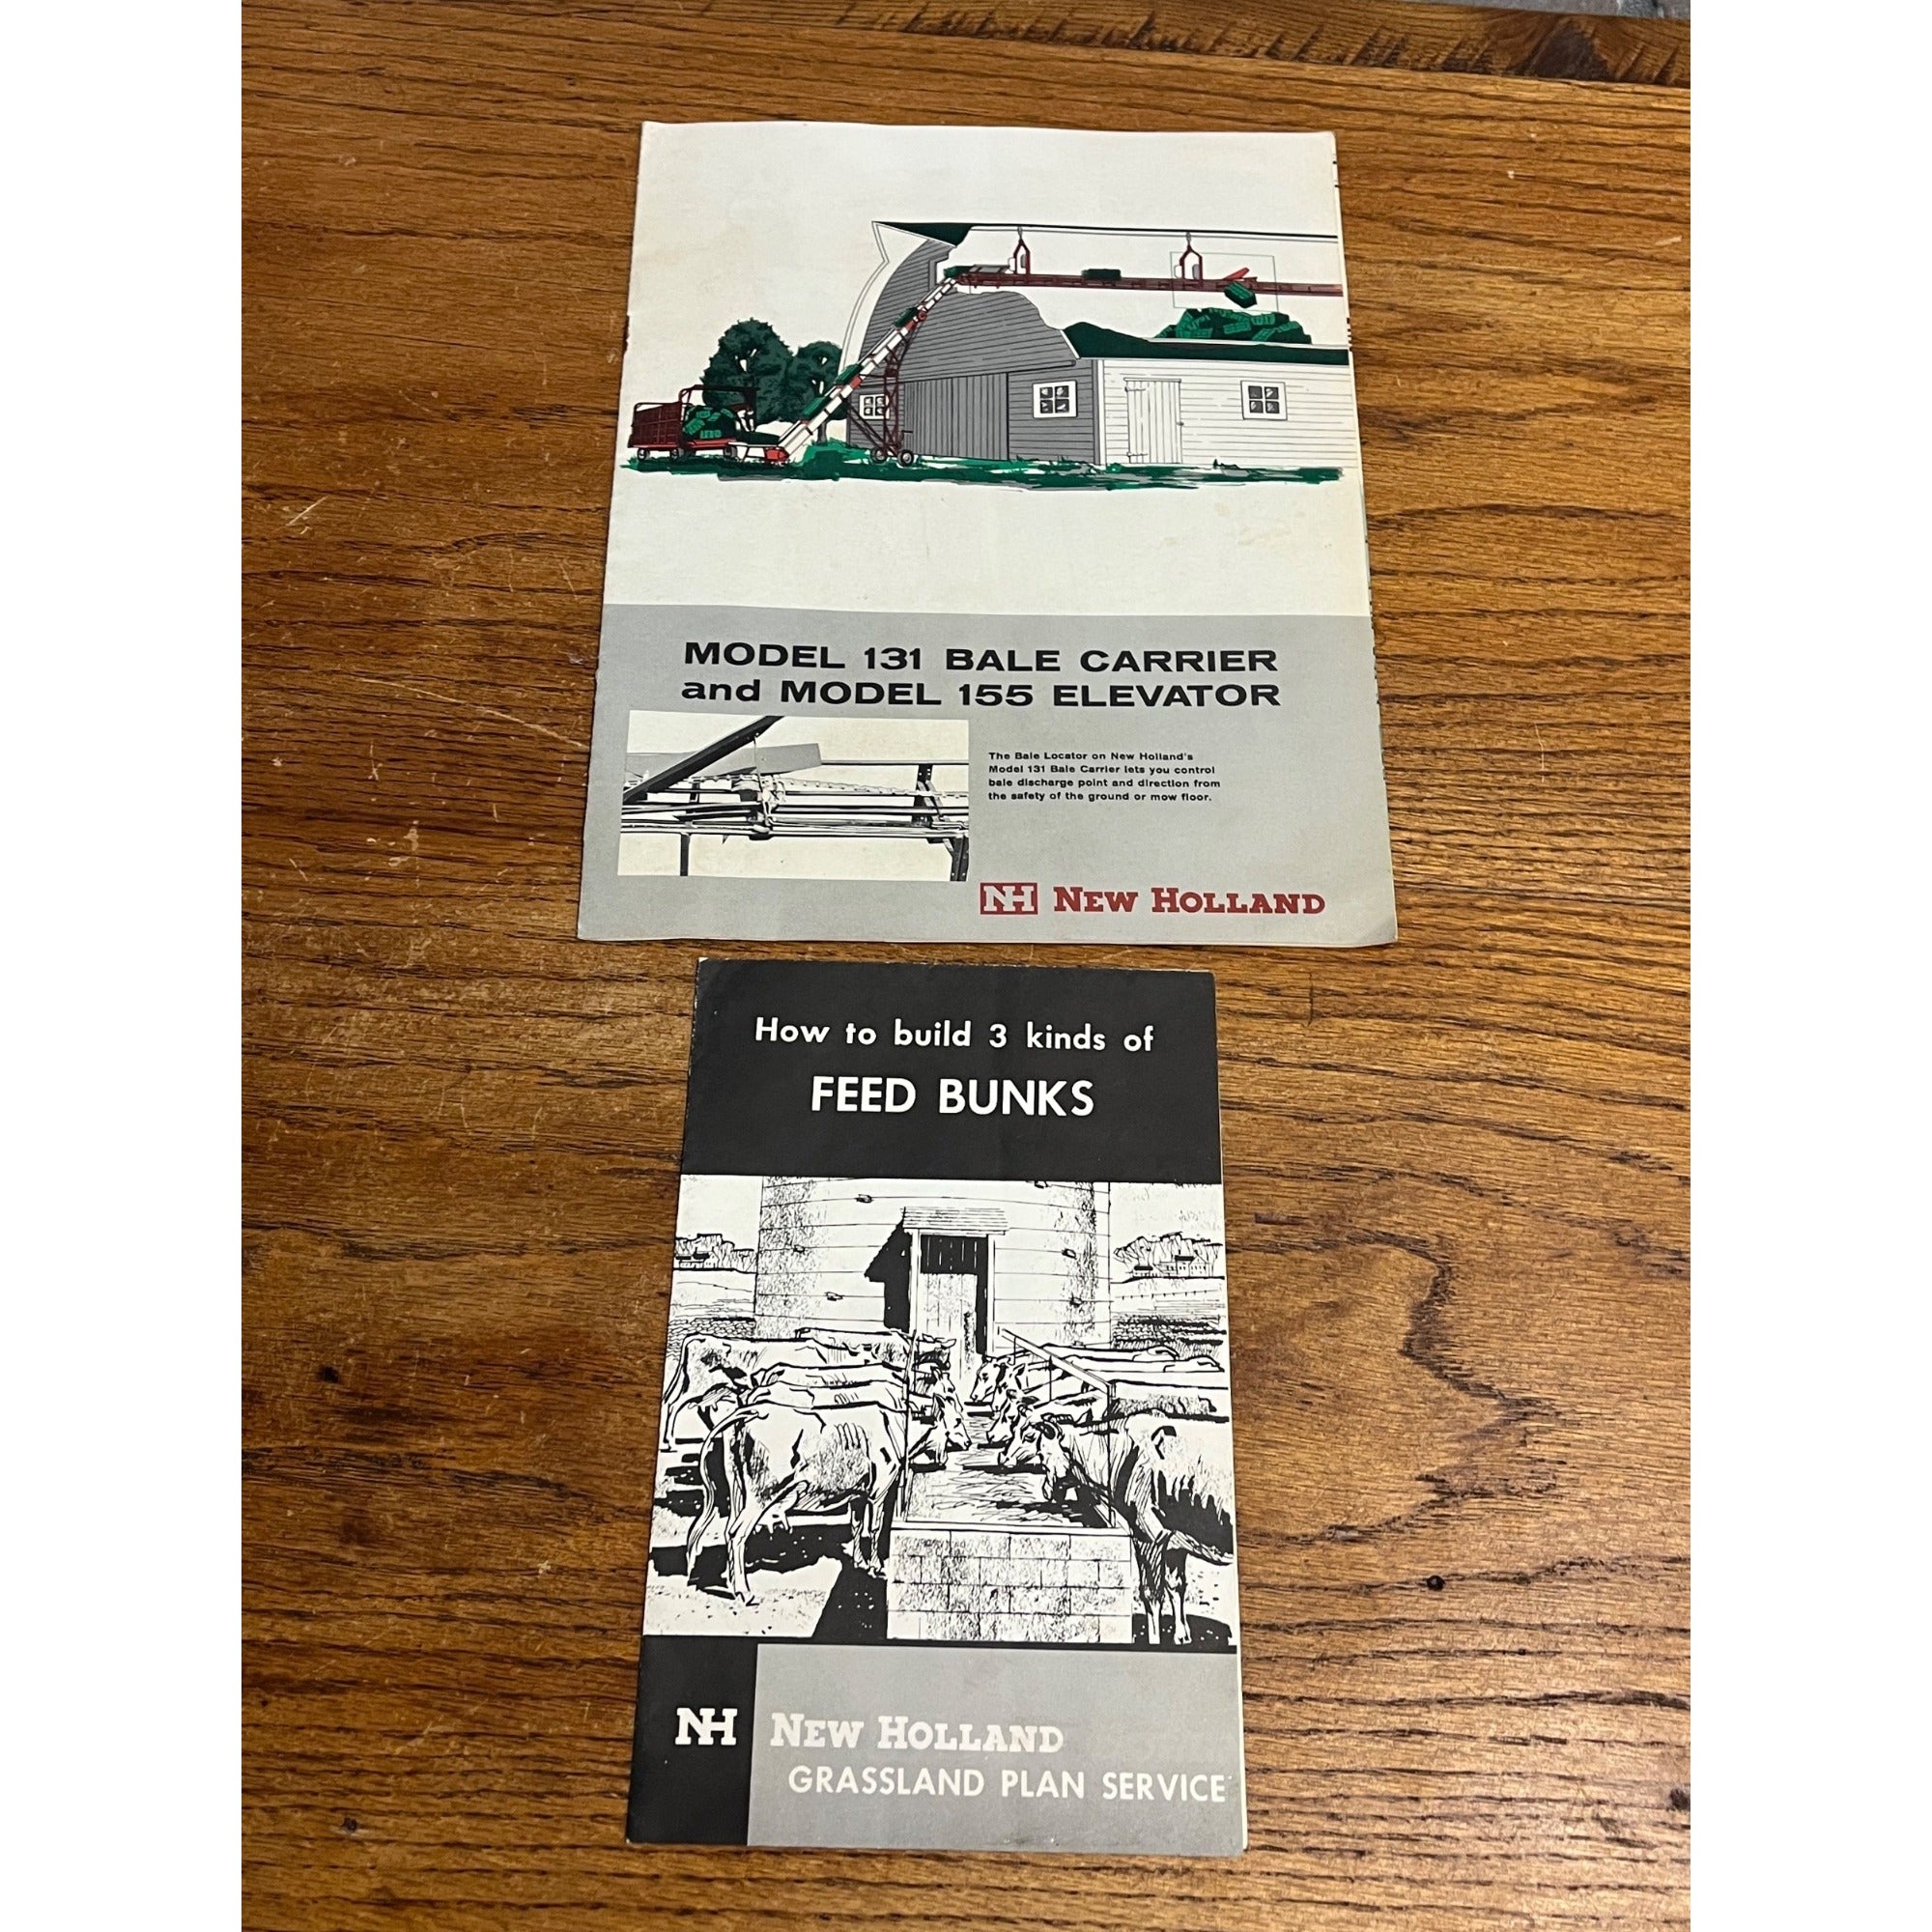 MODEL 131 BALE CARRIER
and MODEL 155 ELEVATOR
The Bale Locator on New Holland's
Model 131 Bale Carrier lets you control
bale discharge point and direction from
the safety of the ground or mow floor.
NH NEW HOLLAND
How to build 3 kinds of
FEED BUNKS
NH NEW HOLLAND
GRASSLAND PLAN SERVICE